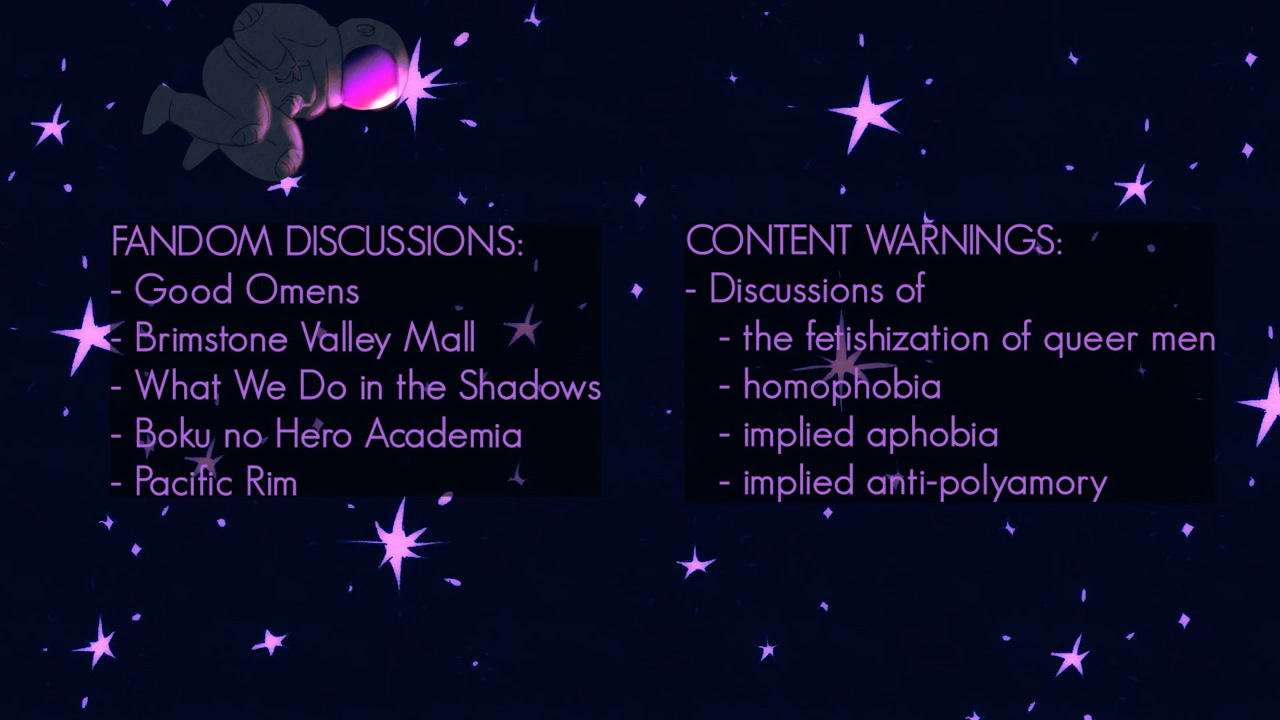 FANDOM DISCUSSIONS:
- Good Omens
- Brimstone Valley Mall
- What We Do in the Shadows
- Boku no Hero Academia
- Pacific Rim
CONTENT WARNINGS:
- Discussions of
- the fetishization of queer men
- homophobia
- implied aphobia
- implied anti-polyamory